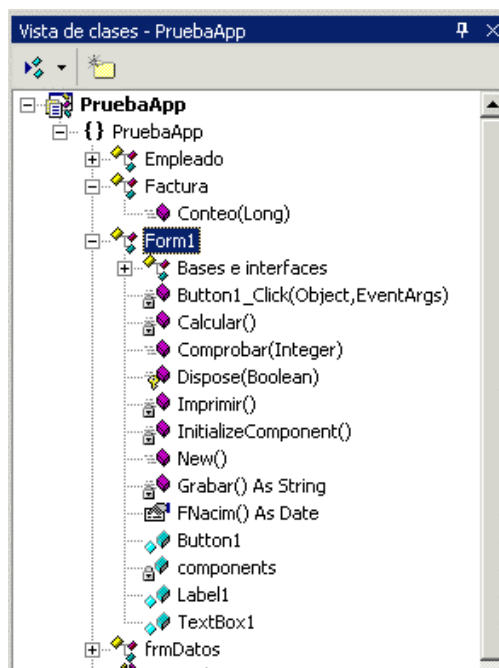 Vista de clases - PruebaApp
PruebaApp
{} PruebaApp
Empleado
Factura
Conteo(Long)
Form1
Bases e interfaces
Button1_Click(Object,EventArgs)
Calcular()
Comprobar(Integer)
Dispose(Boolean)
Imprimir()
InitializeComponent()
New()
Grabar() As String
FNacim() As Date
Button1
components
Label1
TextBox1
frmDatos